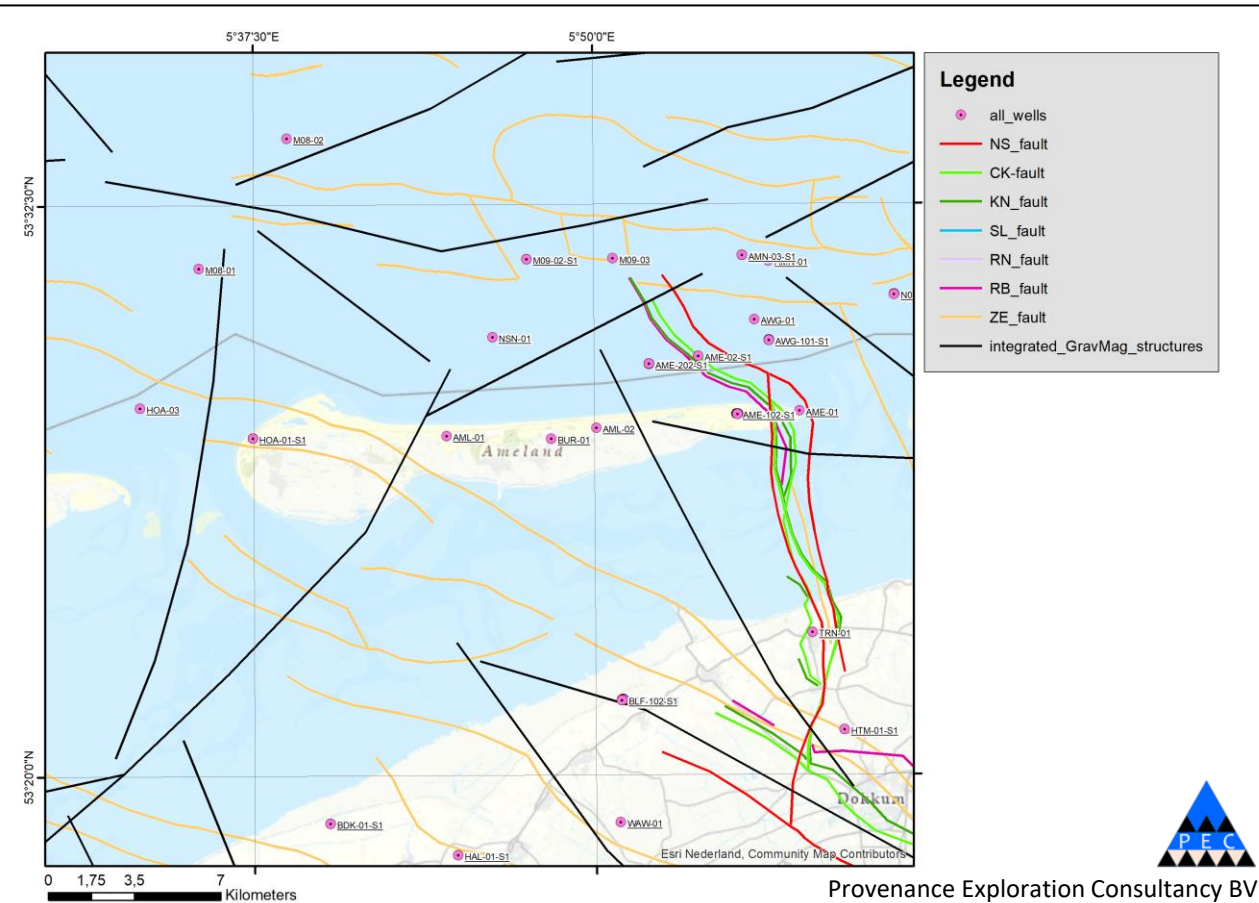 5°37'30"E
5°50'0"E
53°32'30"N
53°20'0"N
M08-02
M08-01
M09-02-S1
M09-03
AMN-03-S1
N0
AWG-01
NSN-01
AWG-101-S1
AME-02-S1
AME-202-S1
HOA-03
AME-102-S1
AME-01
HOA-01-S1
AML-01
BUR-01
AML-02
Ameland
TRN-01
BLF-102-S1
HTM-01-S1
Dokkum
BDK-01-S1
WAW-01
HAL-01-S1
Esri Nederland, Community Map Contributors
Legend
all_wells
NS_fault
CK-fault
KN_fault
SL_fault
RN_fault
RB_fault
ZE_fault
integrated_GravMag_structures
0 1,75 3,5 7
Kilometers
PEC
Provenance Exploration Consultancy BV